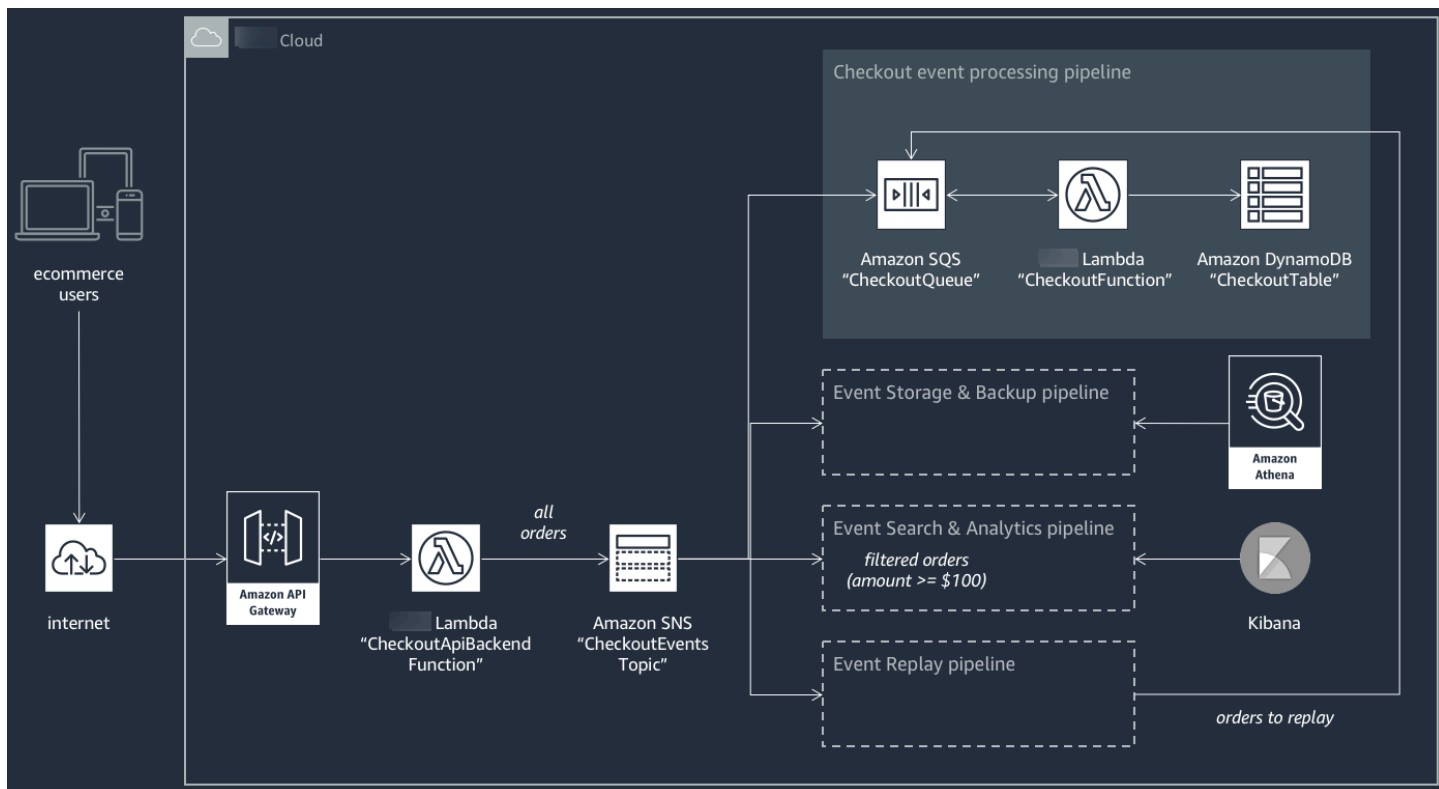 Cloud
Checkout event processing pipeline
Amazon SQS
“CheckoutQueue”
Lambda
“CheckoutFunction”
Amazon DynamoDB
“CheckoutTable”
ecommerce
users
Event Storage & Backup pipeline
Amazon
Athena
Event Search & Analytics pipeline
filtered orders
(amount >= $100)
Kibana
all
orders
internet
Amazon API
Gateway
Lambda
“CheckoutApiBackend
Function”
Amazon SNS
“CheckoutEvents
Topic”
Event Replay pipeline
orders to replay